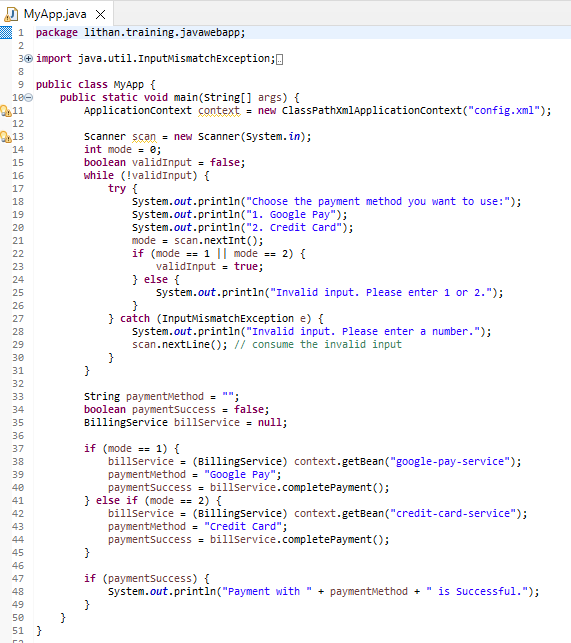 MyApp.java
1 package lithan.training.javawebapp;
2
3 import java.util.InputMismatchException;
8
9 public class MyApp {
10     public static void main(String[] args) {
11         ApplicationContext context = new ClassPathXmlApplicationContext("config.xml");
12
13         Scanner scan = new Scanner(System.in);
14         int mode = 0;
15         boolean validInput = false;
16         while (!validInput) {
17             try {
18                 System.out.println("Choose the payment method you want to use:");
19                 System.out.println("1. Google Pay");
20                 System.out.println("2. Credit Card");
21                 mode = scan.nextInt();
22                 if (mode == 1 || mode == 2) {
23                     validInput = true;
24                 } else {
25                     System.out.println("Invalid input. Please enter 1 or 2.");
26                 }
27             } catch (InputMismatchException e) {
28                 System.out.println("Invalid input. Please enter a number.");
29                 scan.nextLine(); // consume the invalid input
30             }
31         }
32
33         String paymentMethod = "";
34         boolean paymentSuccess = false;
35         BillingService billService = null;
36
37         if (mode == 1) {
38             billService = (BillingService) context.getBean("google-pay-service");
39             paymentMethod = "Google Pay";
40             paymentSuccess = billService.completePayment();
41         } else if (mode == 2) {
42             billService = (BillingService) context.getBean("credit-card-service");
43             paymentMethod = "Credit Card";
44             paymentSuccess = billService.completePayment();
45         }
46
47         if (paymentSuccess) {
48             System.out.println("Payment with " + paymentMethod + " is Successful.");
49         }
50     }
51 }